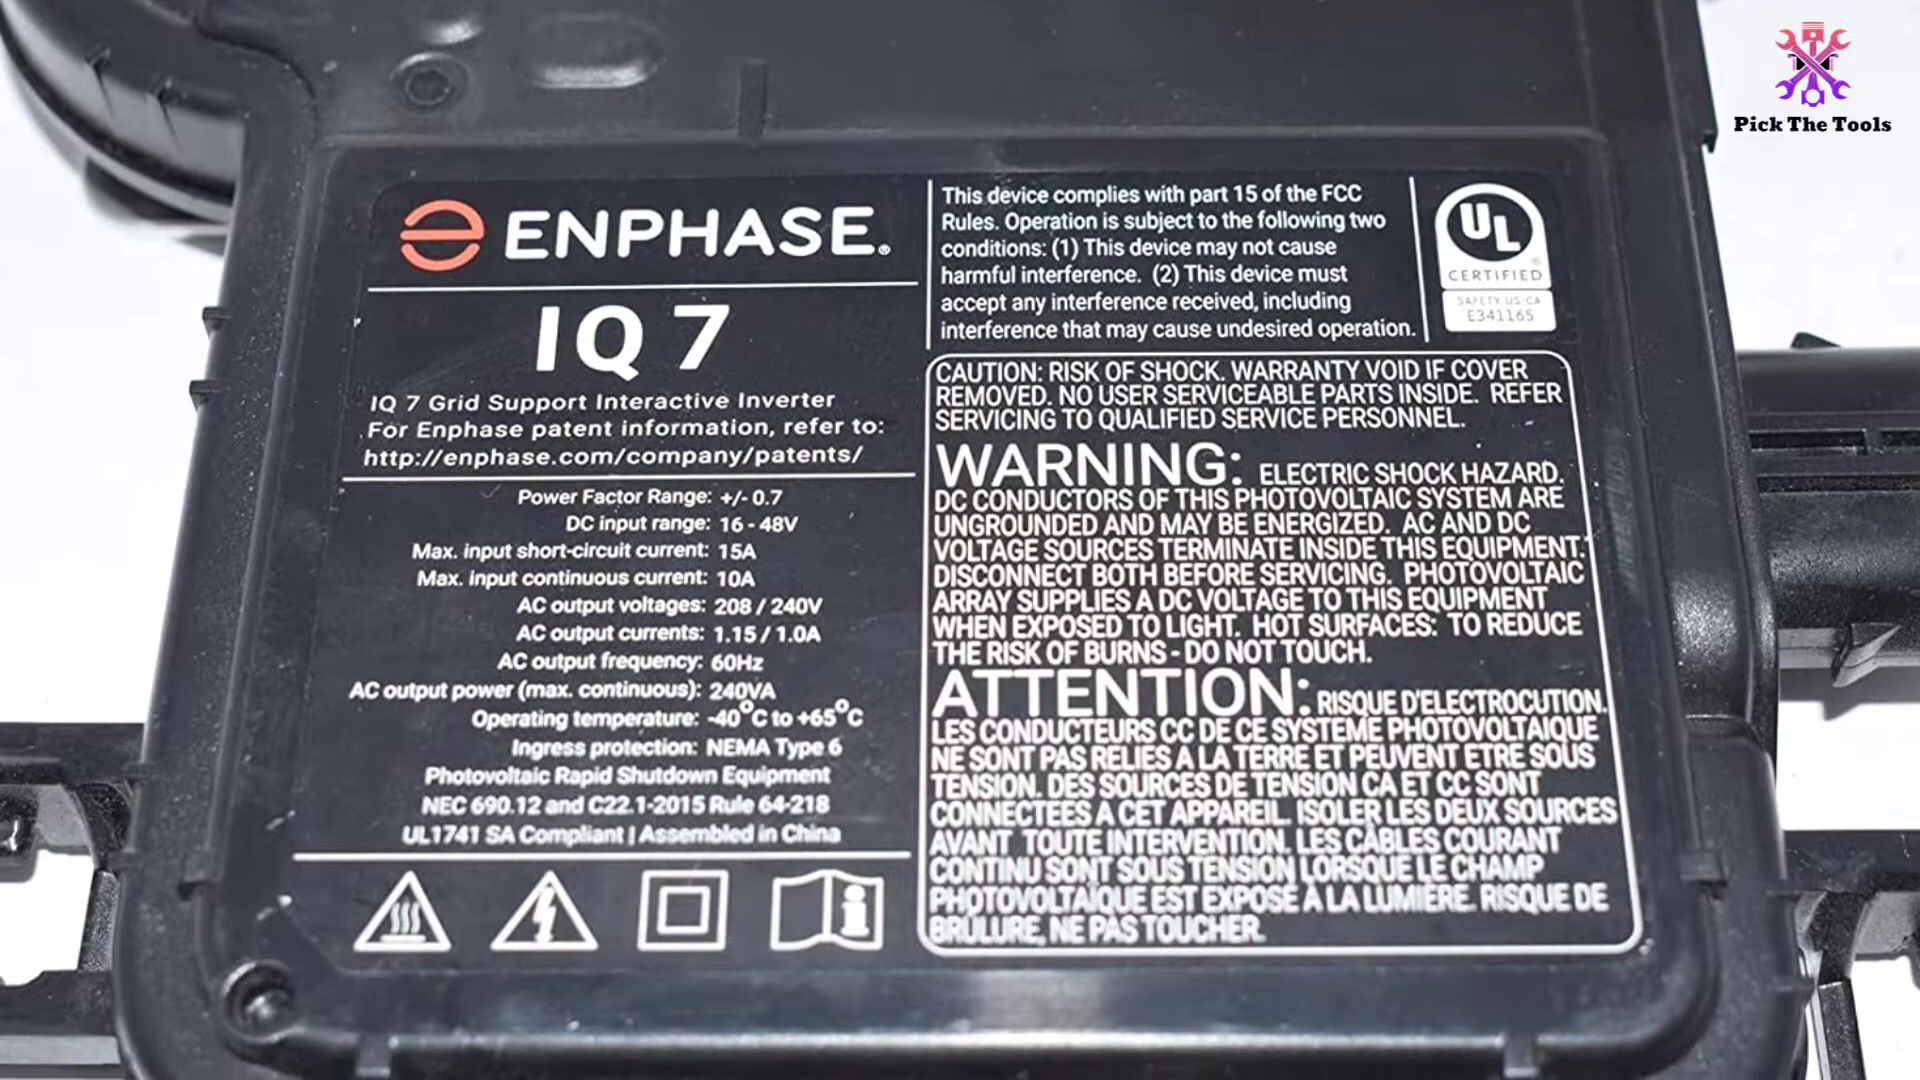 Pick The Tools
ENPHASE®
IQ 7
IQ 7 Grid Support Interactive Inverter
For Enphase patent information, refer to:
http://enphase.com/company/patents/
Power Factor Range: +/- 0.7
DC input range: 16 - 48V
Max. input short-circuit current: 15A
Max. input continuous current: 10A
AC output voltages: 208 / 240V
AC output currents: 1.15 / 1.0A
AC output frequency: 60Hz
AC output power (max. continuous): 240VA
Operating temperature: -40°C to +65°C
Ingress protection: NEMA Type 6
Photovoltaic Rapid Shutdown Equipment
NEC 690.12 and C22.1-2015 Rule 64-218
UL1741 SA Compliant | Assembled in China
This device complies with part 15 of the FCC
Rules. Operation is subject to the following two
conditions: (1) This device may not cause
harmful interference. (2) This device must
accept any interference received, including
interference that may cause undesired operation.
UL
®
CERTIFIED
SAFETY US/CA
E341165
CAUTION: RISK OF SHOCK. WARRANTY VOID IF COVER
REMOVED. NO USER SERVICEABLE PARTS INSIDE. REFER
SERVICING TO QUALIFIED SERVICE PERSONNEL.
WARNING: ELECTRIC SHOCK HAZARD.
DC CONDUCTORS OF THIS PHOTOVOLTAIC SYSTEM ARE
UNGROUNDED AND MAY BE ENERGIZED. AC AND DC
VOLTAGE SOURCES TERMINATE INSIDE THIS EQUIPMENT.
DISCONNECT BOTH BEFORE SERVICING. PHOTOVOLTAIC
ARRAY SUPPLIES A DC VOLTAGE TO THIS EQUIPMENT
WHEN EXPOSED TO LIGHT. HOT SURFACES: TO REDUCE
THE RISK OF BURNS - DO NOT TOUCH.
ATTENTION: RISQUE D'ELECTROCUTION.
LES CONDUCTEURS CC DE CE SYSTEME PHOTOVOLTAIQUE
NE SONT PAS RELIES A LA TERRE ET PEUVENT ETRE SOUS
TENSION. DES SOURCES DE TENSION CA ET CC SONT
CONNECTEES A CET APPAREIL. ISOLER LES DEUX SOURCES
AVANT TOUTE INTERVENTION. LES CÂBLES COURANT
CONTINU SONT SOUS TENSION LORSQUE LE CHAMP
PHOTOVOLTAÏQUE EST EXPOSÉ À LA LUMIÈRE. RISQUE DE
BRÛLURE, NE PAS TOUCHER.